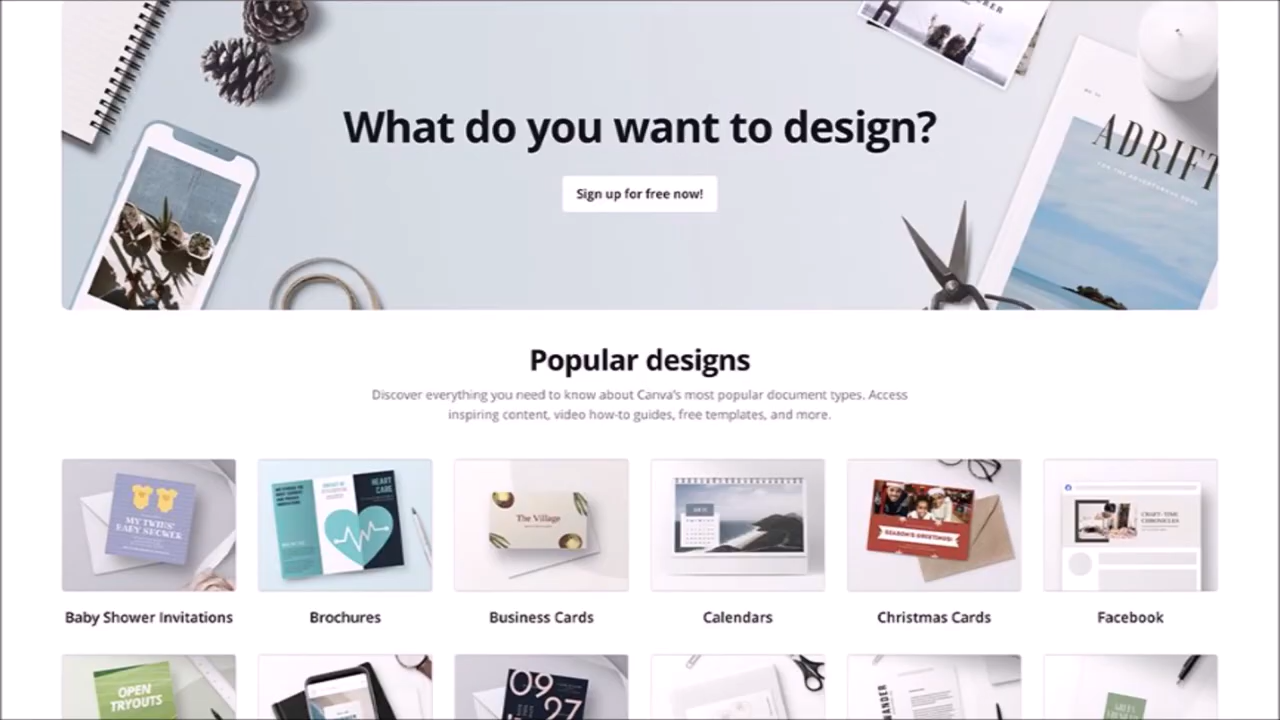 ADRIFT
What do you want to design?
Sign up for free now!
Popular designs
Discover everything you need to know about Canva's most popular document types. Access
inspiring content, video how-to guides, free templates, and more.
MY TWINS'
BABY SHOWER
HEART
CARE
The Village
SEASON'S GREETINGS!
CRAFT-TIME
CHRONICLES
Baby Shower Invitations
Brochures
Business Cards
Calendars
Christmas Cards
Facebook
OPEN
TRYOUTS
09
27